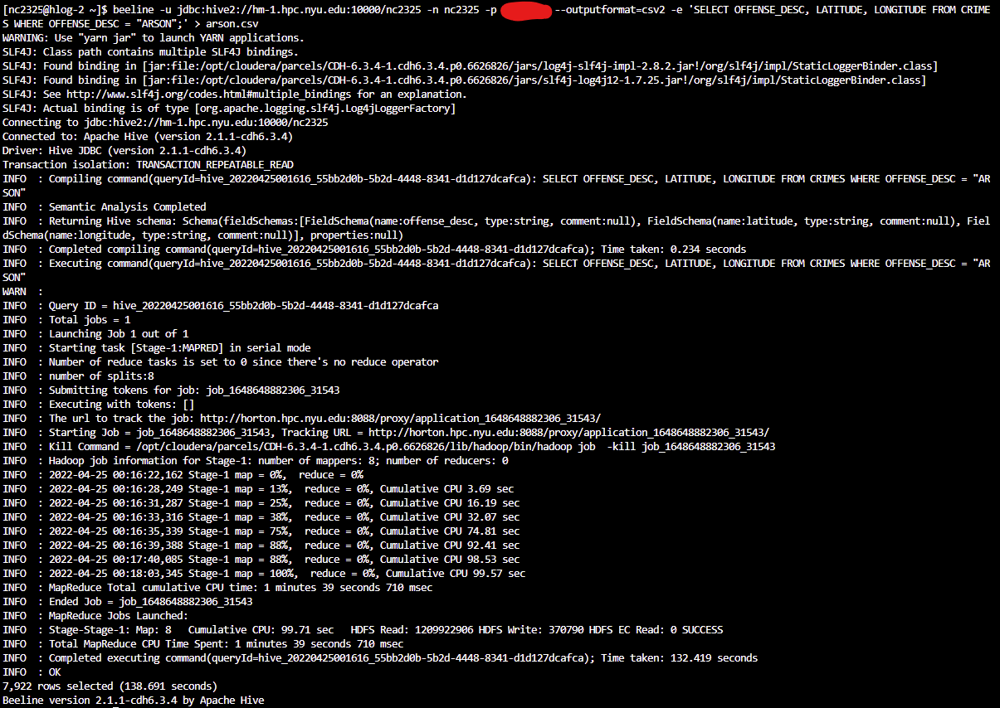 [nc2325@hlog-2 ~]$ beeline -u jdbc:hive2://hm-1.hpc.nyu.edu:10000/nc2325 -n nc2325 -p --outputformat=csv2 -e 'SELECT OFFENSE_DESC, LATITUDE, LONGITUDE FROM CRIME
S WHERE OFFENSE_DESC = "ARSON";' > arson.csv
WARNING: Use "yarn jar" to launch YARN applications.
SLF4J: Class path contains multiple SLF4J bindings.
SLF4J: Found binding in [jar:file:/opt/cloudera/parcels/CDH-6.3.4-1.cdh6.3.4.p0.6626826/jars/log4j-slf4j-impl-2.8.2.jar!/org/slf4j/impl/StaticLoggerBinder.class]
SLF4J: Found binding in [jar:file:/opt/cloudera/parcels/CDH-6.3.4-1.cdh6.3.4.p0.6626826/jars/slf4j-log4j12-1.7.25.jar!/org/slf4j/impl/StaticLoggerBinder.class]
SLF4J: See http://www.slf4j.org/codes.html#multiple_bindings for an explanation.
SLF4J: Actual binding is of type [org.apache.logging.slf4j.Log4jLoggerFactory]
Connecting to jdbc:hive2://hm-1.hpc.nyu.edu:10000/nc2325
Connected to: Apache Hive (version 2.1.1-cdh6.3.4)
Driver: Hive JDBC (version 2.1.1-cdh6.3.4)
Transaction isolation: TRANSACTION_REPEATABLE_READ
INFO  : Compiling command(queryId=hive_20220425001616_55bb2d0b-5b2d-4448-8341-d1d127dcafca): SELECT OFFENSE_DESC, LATITUDE, LONGITUDE FROM CRIMES WHERE OFFENSE_DESC = "AR
SON"
INFO  : Semantic Analysis Completed
INFO  : Returning Hive schema: Schema(fieldSchemas:[FieldSchema(name:offense_desc, type:string, comment:null), FieldSchema(name:latitude, type:string, comment:null), Fiel
dSchema(name:longitude, type:string, comment:null)], properties:null)
INFO  : Completed compiling command(queryId=hive_20220425001616_55bb2d0b-5b2d-4448-8341-d1d127dcafca); Time taken: 0.234 seconds
INFO  : Executing command(queryId=hive_20220425001616_55bb2d0b-5b2d-4448-8341-d1d127dcafca): SELECT OFFENSE_DESC, LATITUDE, LONGITUDE FROM CRIMES WHERE OFFENSE_DESC = "AR
SON"
WARN  :
INFO  : Query ID = hive_20220425001616_55bb2d0b-5b2d-4448-8341-d1d127dcafca
INFO  : Total jobs = 1
INFO  : Launching Job 1 out of 1
INFO  : Starting task [Stage-1:MAPRED] in serial mode
INFO  : Number of reduce tasks is set to 0 since there's no reduce operator
INFO  : number of splits:8
INFO  : Submitting tokens for job: job_1648648882306_31543
INFO  : Executing with tokens: []
INFO  : The url to track the job: http://horton.hpc.nyu.edu:8088/proxy/application_1648648882306_31543/
INFO  : Starting Job = job_1648648882306_31543, Tracking URL = http://horton.hpc.nyu.edu:8088/proxy/application_1648648882306_31543/
INFO  : Kill Command = /opt/cloudera/parcels/CDH-6.3.4-1.cdh6.3.4.p0.6626826/lib/hadoop/bin/hadoop job  -kill job_1648648882306_31543
INFO  : Hadoop job information for Stage-1: number of mappers: 8; number of reducers: 0
INFO  : 2022-04-25 00:16:22,162 Stage-1 map = 0%,  reduce = 0%
INFO  : 2022-04-25 00:16:28,249 Stage-1 map = 13%,  reduce = 0%, Cumulative CPU 3.69 sec
INFO  : 2022-04-25 00:16:31,287 Stage-1 map = 25%,  reduce = 0%, Cumulative CPU 16.19 sec
INFO  : 2022-04-25 00:16:33,316 Stage-1 map = 38%,  reduce = 0%, Cumulative CPU 32.07 sec
INFO  : 2022-04-25 00:16:35,339 Stage-1 map = 75%,  reduce = 0%, Cumulative CPU 74.81 sec
INFO  : 2022-04-25 00:16:39,388 Stage-1 map = 88%,  reduce = 0%, Cumulative CPU 92.41 sec
INFO  : 2022-04-25 00:17:40,085 Stage-1 map = 88%,  reduce = 0%, Cumulative CPU 98.53 sec
INFO  : 2022-04-25 00:18:03,345 Stage-1 map = 100%,  reduce = 0%, Cumulative CPU 99.57 sec
INFO  : MapReduce Total cumulative CPU time: 1 minutes 39 seconds 710 msec
INFO  : Ended Job = job_1648648882306_31543
INFO  : MapReduce Jobs Launched:
INFO  : Stage-Stage-1: Map: 8   Cumulative CPU: 99.71 sec   HDFS Read: 1209922906 HDFS Write: 370790 HDFS EC Read: 0 SUCCESS
INFO  : Total MapReduce CPU Time Spent: 1 minutes 39 seconds 710 msec
INFO  : Completed executing command(queryId=hive_20220425001616_55bb2d0b-5b2d-4448-8341-d1d127dcafca); Time taken: 132.419 seconds
INFO  : OK
7,922 rows selected (138.691 seconds)
Beeline version 2.1.1-cdh6.3.4 by Apache Hive